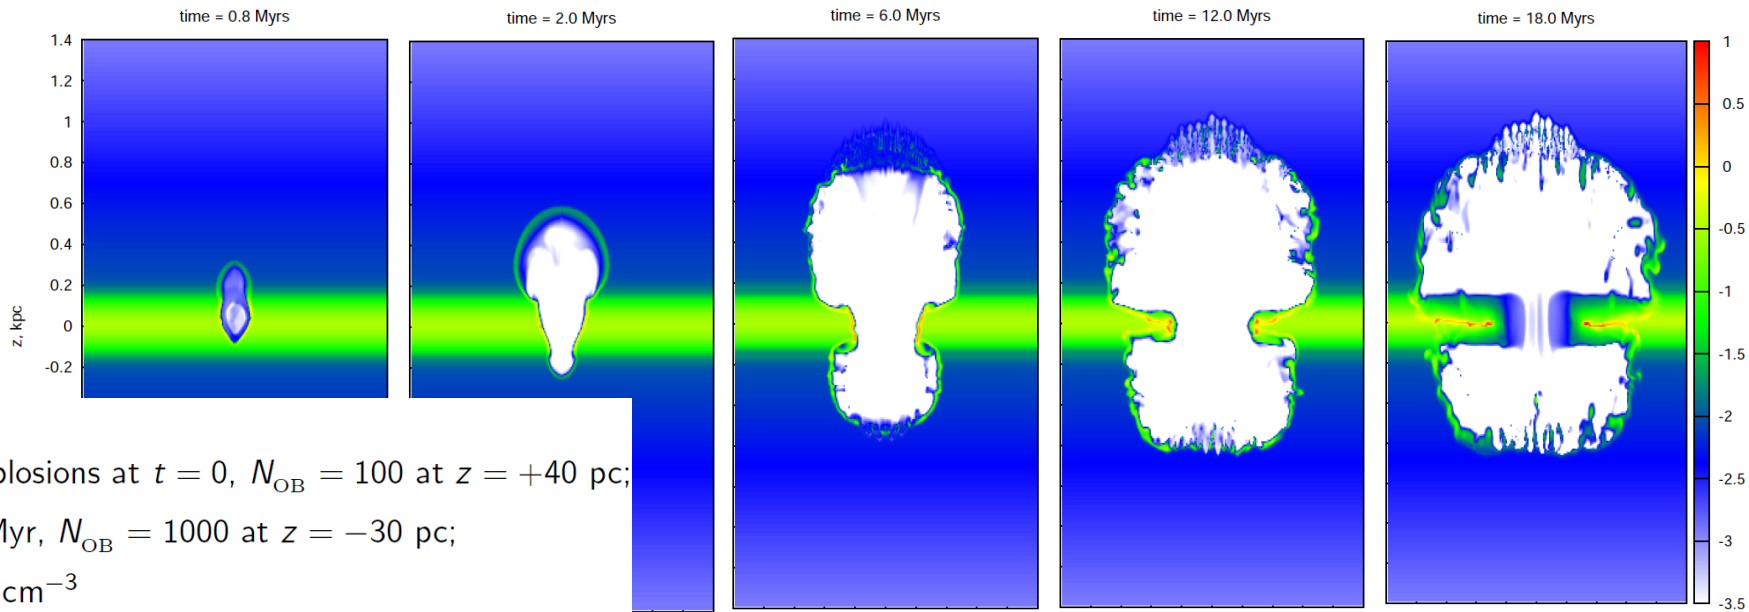 time = 0.8 Myrs
time = 2.0 Myrs
time = 6.0 Myrs
time = 12.0 Myrs
time = 18.0 Myrs
1.4
1.2
1
0.8
0.6
0.4
0.2
0
-0.2
z, kpc
1
0.5
0
-0.5
-1
-1.5
-2
-2.5
-3
-3.5
plosions at t = 0, N_OB = 100 at z = +40 pc;
Myr, N_OB = 1000 at z = −30 pc;
cm⁻³